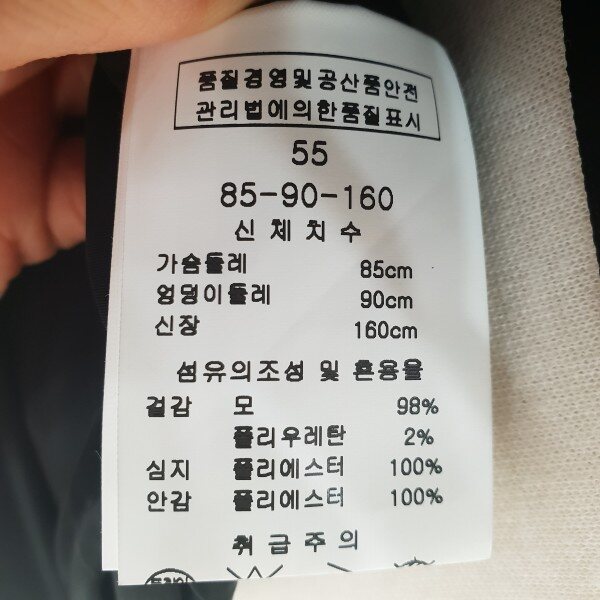 품질경영및공산품안전
관리법에의한품질표시
55
85-90-160
신체치수
가슴둘레 85cm
엉덩이둘레 90cm
신장 160cm
섬유의조성 및 혼용율
겉감 모 98%
폴리우레탄 2%
심지 폴리에스터 100%
안감 폴리에스터 100%
취급주의